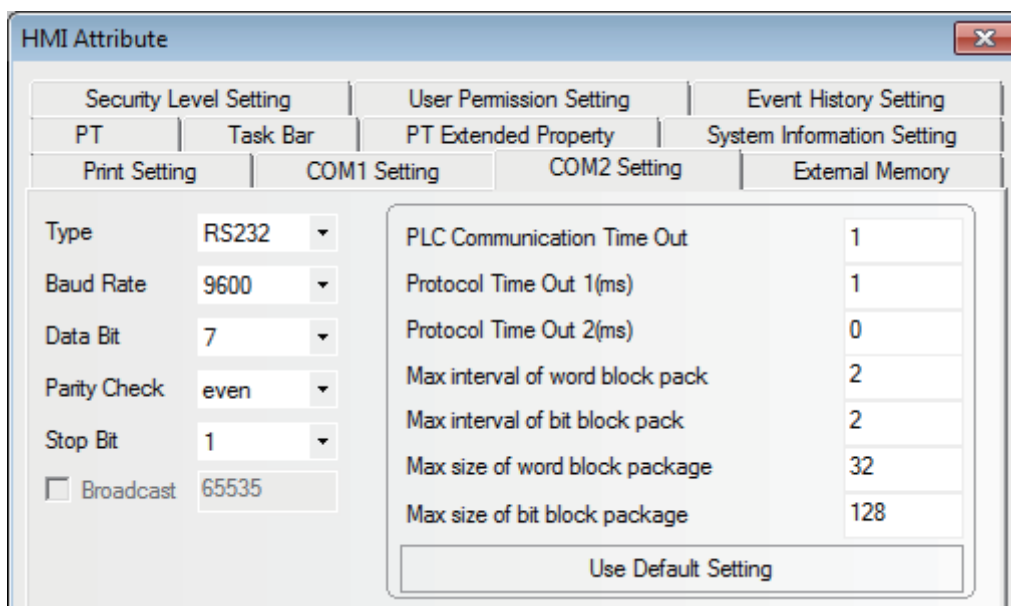 HMI Attribute
Security Level Setting User Permission Setting Event History Setting
PT Task Bar PT Extended Property System Information Setting
Print Setting COM1 Setting COM2 Setting External Memory
Type RS232
Baud Rate 9600
Data Bit 7
Parity Check even
Stop Bit 1
Broadcast 65535
PLC Communication Time Out 1
Protocol Time Out 1(ms) 1
Protocol Time Out 2(ms) 0
Max interval of word block pack 2
Max interval of bit block pack 2
Max size of word block package 32
Max size of bit block package 128
Use Default Setting